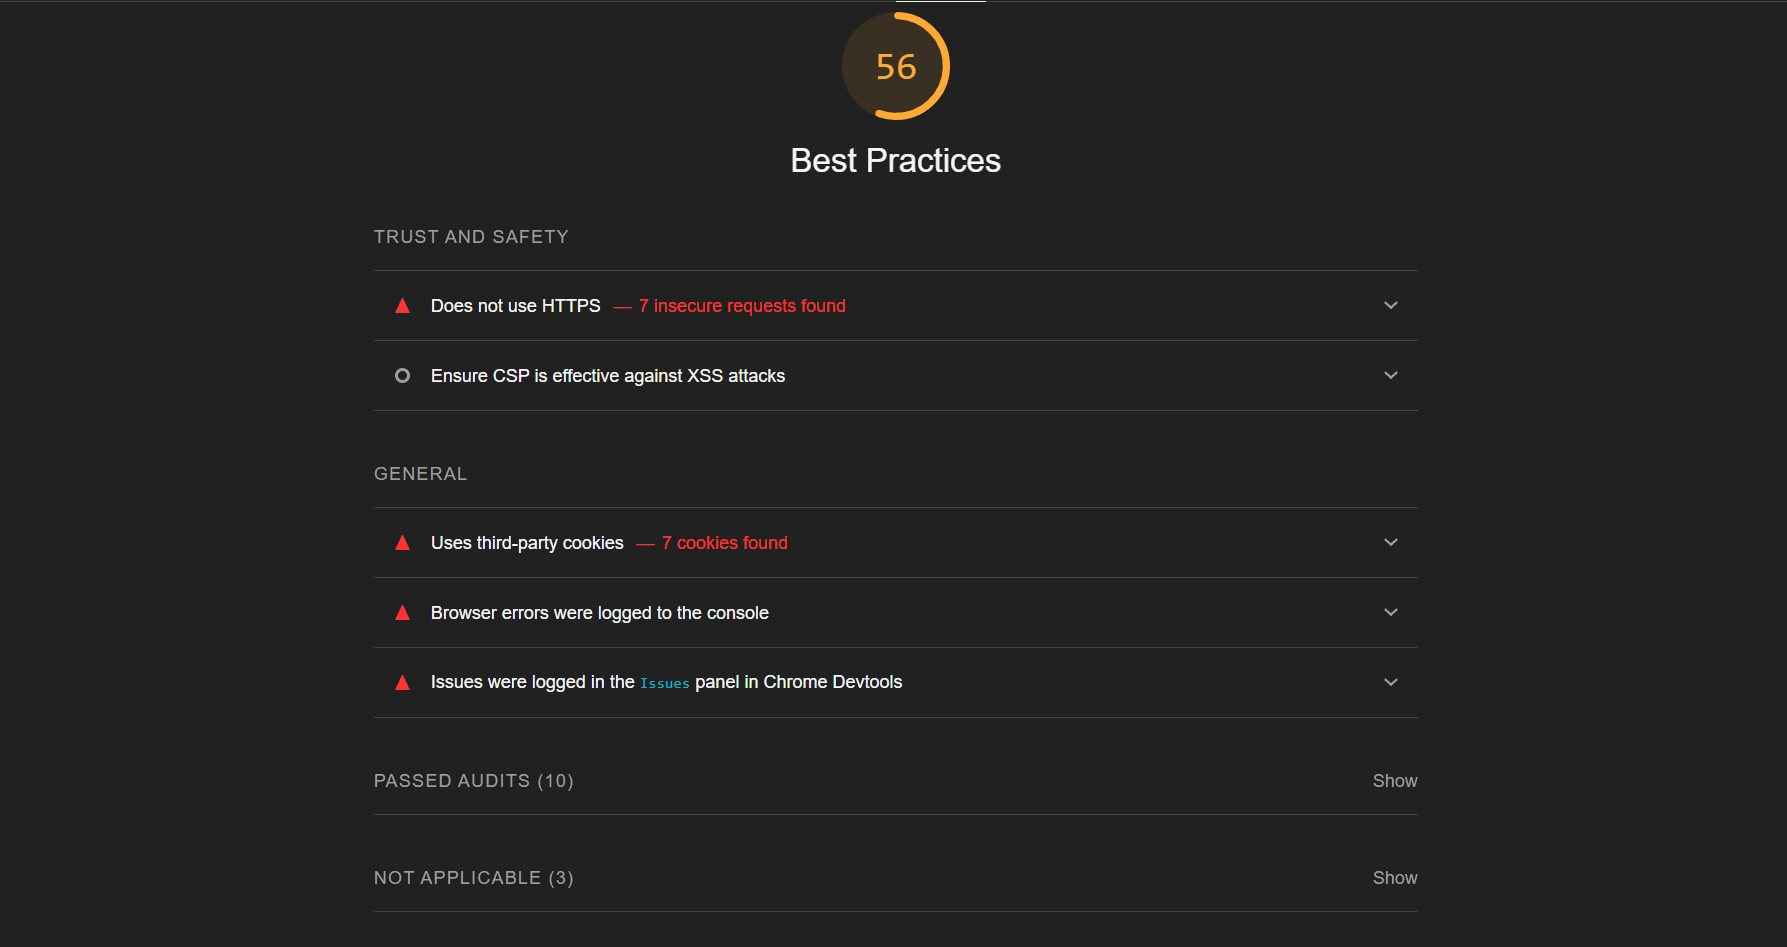 56
Best Practices
TRUST AND SAFETY
Does not use HTTPS — 7 insecure requests found
Ensure CSP is effective against XSS attacks
GENERAL
Uses third-party cookies — 7 cookies found
Browser errors were logged to the console
Issues were logged in the Issues panel in Chrome Devtools
PASSED AUDITS (10) Show
NOT APPLICABLE (3) Show